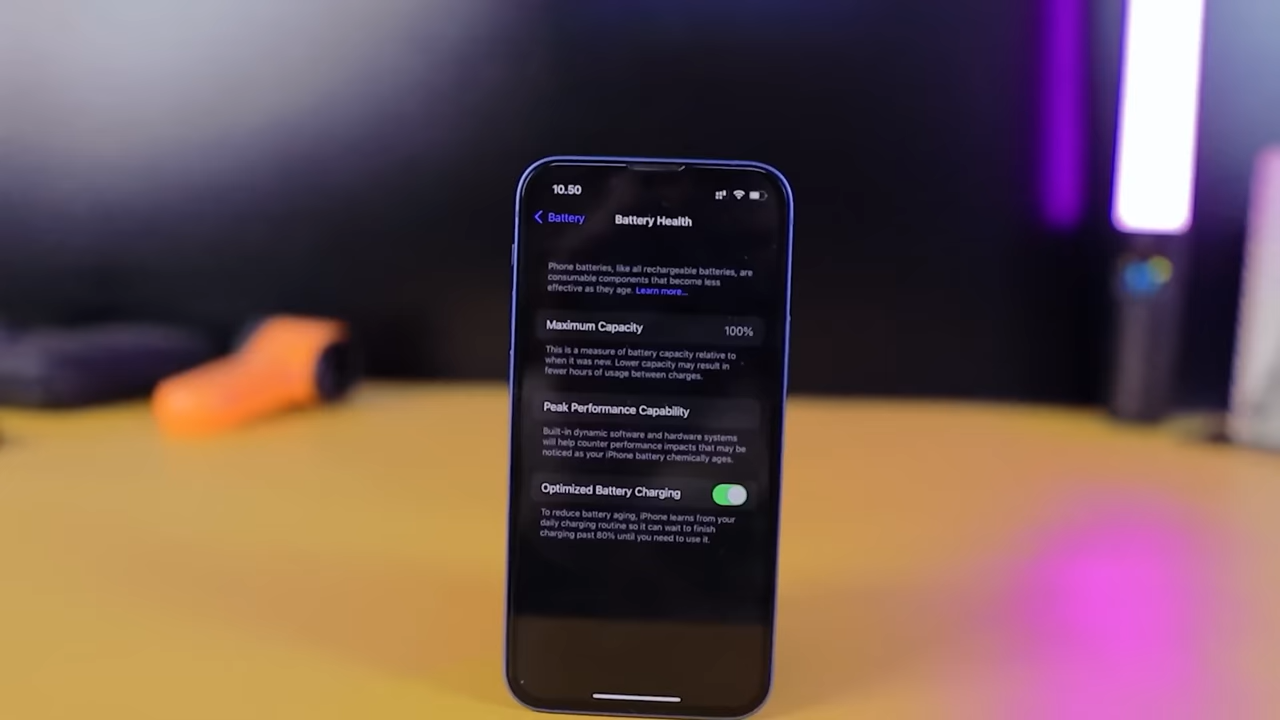 10.50
Battery
Battery Health
Phone batteries, like all rechargeable batteries, are
consumable components that become less
effective as they age. Learn more...
Maximum Capacity 100%
This is a measure of battery capacity relative to
when it was new. Lower capacity may result in
fewer hours of usage between charges.
Peak Performance Capability
Built-in dynamic software and hardware systems
will help counter performance impacts that may be
noticed as your iPhone battery chemically ages.
Optimized Battery Charging
To reduce battery aging, iPhone learns from your
daily charging routine so it can wait to finish
charging past 80% until you need to use it.